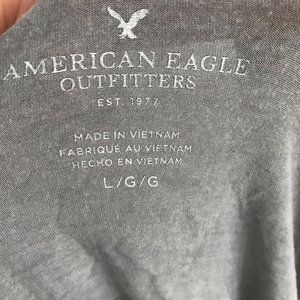 AMERICAN EAGLE
OUTFITTERS
EST. 1977
MADE IN VIETNAM
FABRIQUÉ AU VIETNAM
HECHO EN VIETNAM
L/G/G